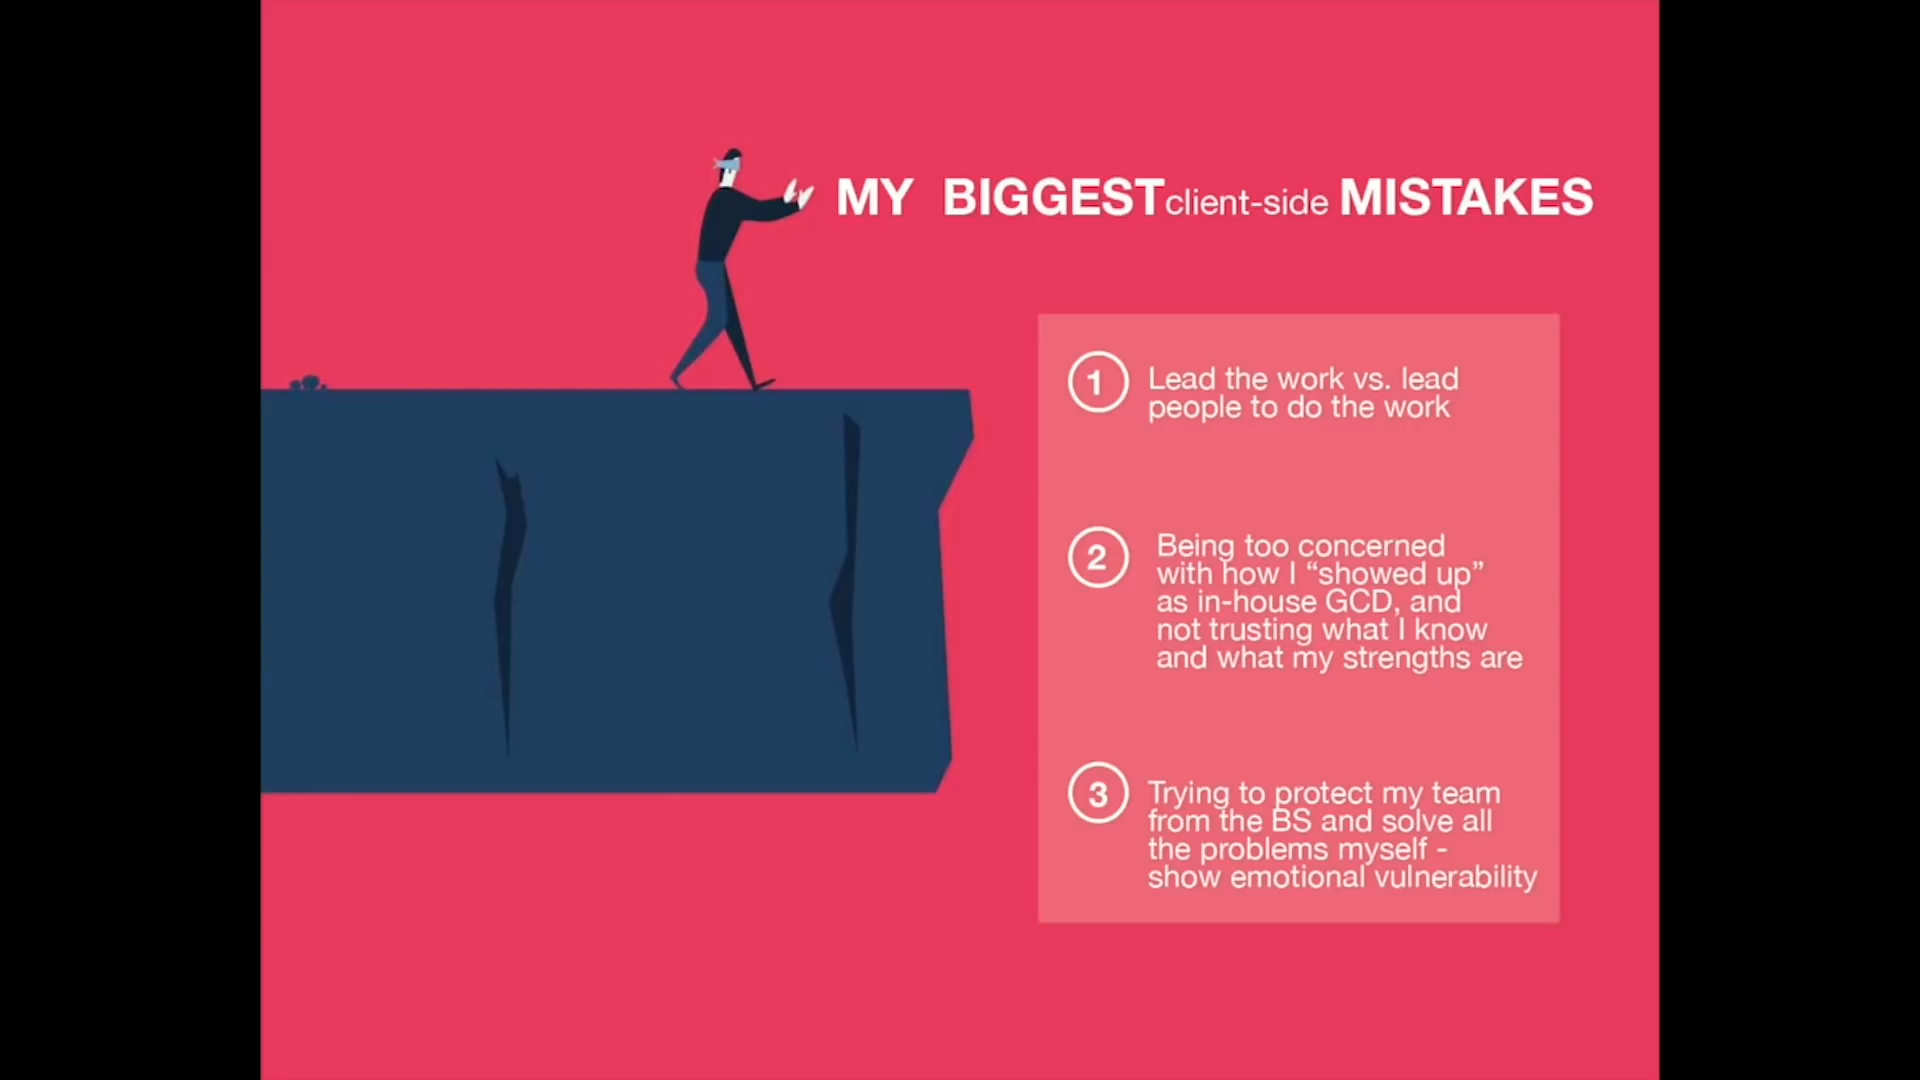 MY BIGGEST client-side MISTAKES
1 Lead the work vs. lead
people to do the work
2 Being too concerned
with how I “showed up”
as in-house GCD, and
not trusting what I know
and what my strengths are
3 Trying to protect my team
from the BS and solve all
the problems myself -
show emotional vulnerability